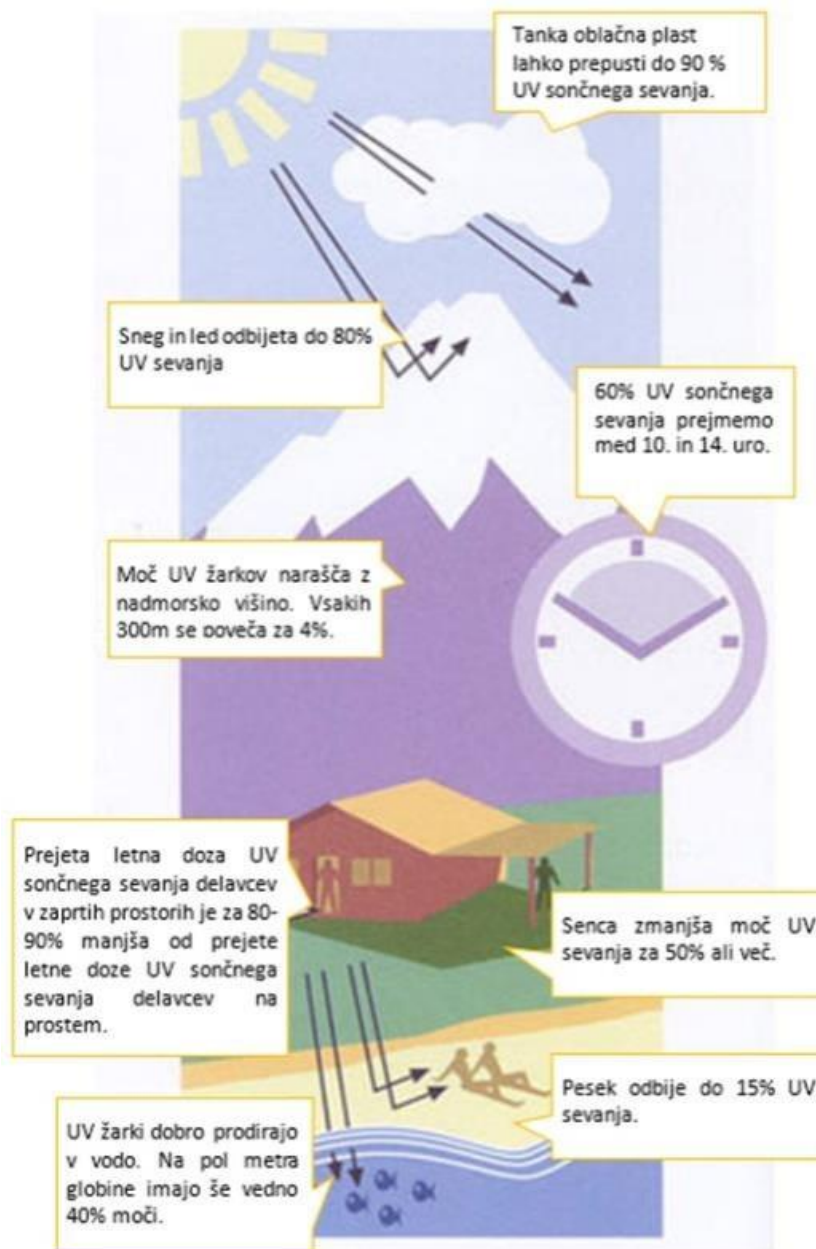 Tanka oblačna plast
lahko prepusti do 90 %
UV sončnega sevanja.
Sneg in led odbijeta do 80%
UV sevanja
60% UV sončnega
sevanja prejmemo
med 10. in 14. uro.
Moč UV žarkov narašča z
nadmorsko višino. Vsakih
300m se poveča za 4%.
Prejeta letna doza UV
sončnega sevanja delavcev
v zaprtih prostorih je za 80-
90% manjša od prejete
letne doze UV sončnega
sevanja delavcev na
prostem.
Senca zmanjša moč UV
sevanja za 50% ali več.
Pesek odbije do 15% UV
sevanja.
UV žarki dobro prodirajo
v vodo. Na pol metra
globine imajo še vedno
40% moči.